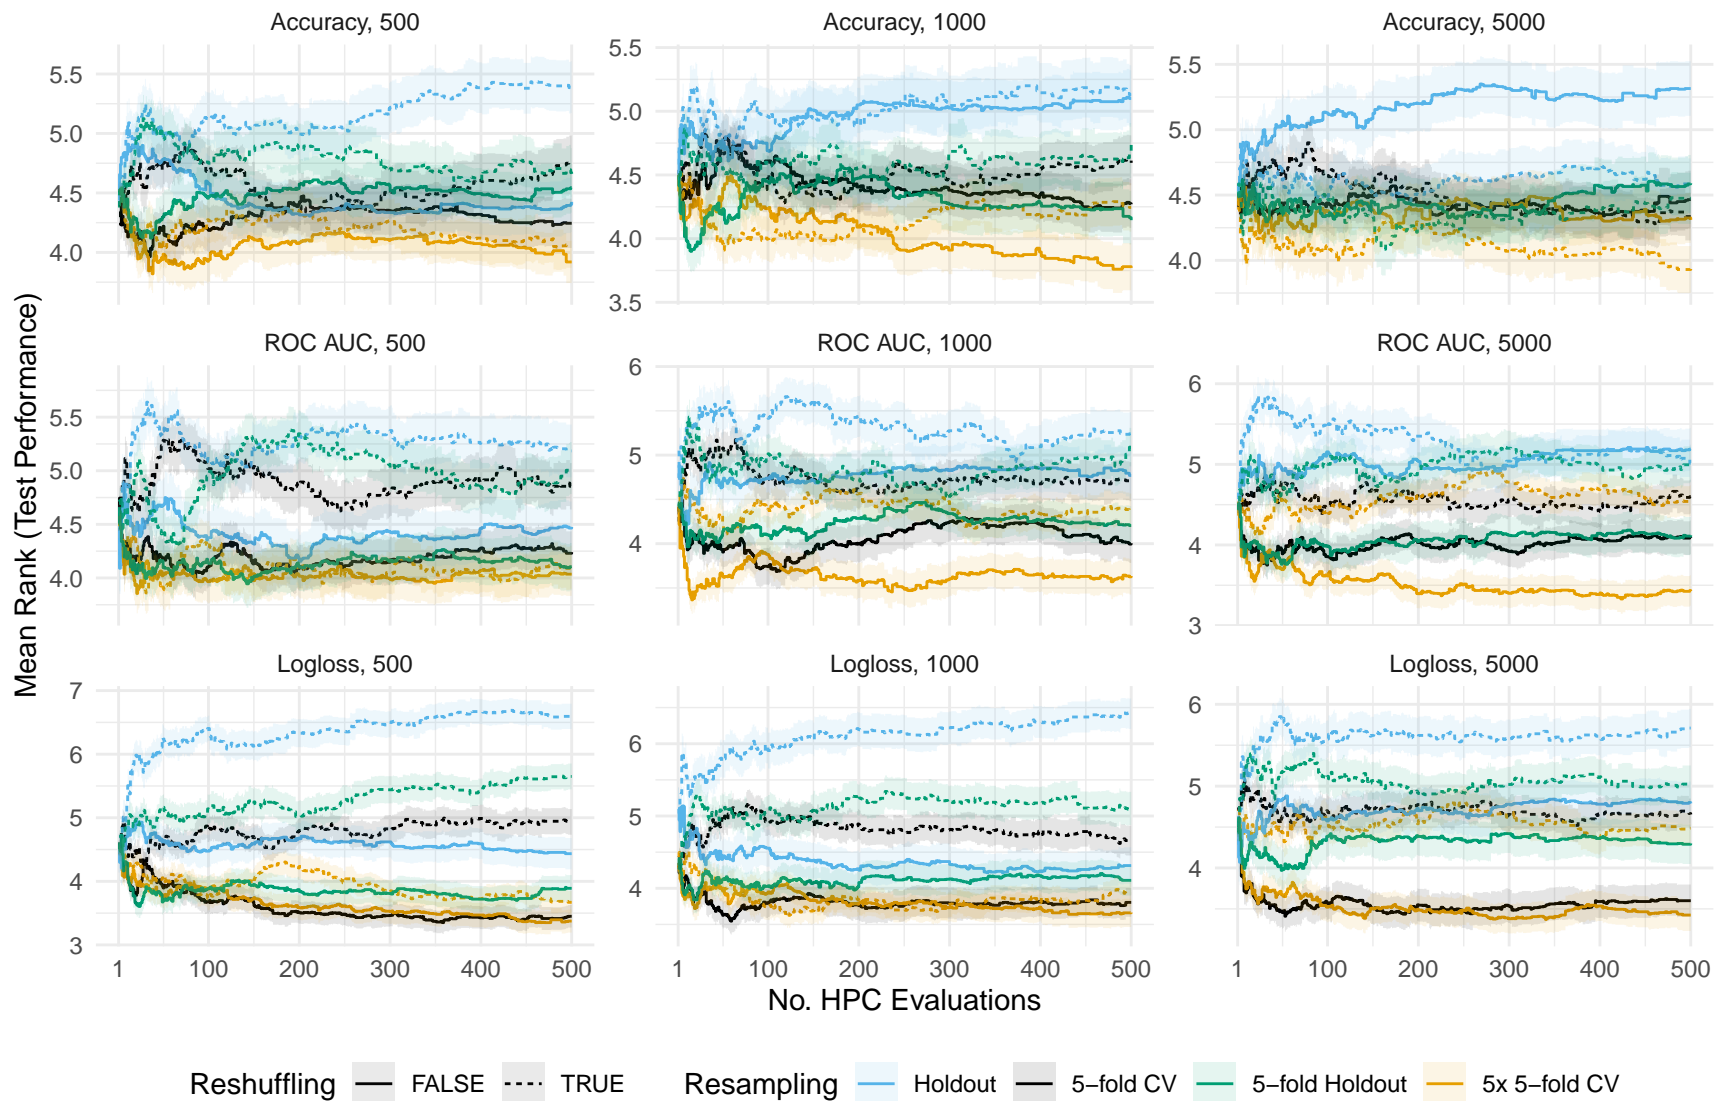 Accuracy, 500
Accuracy, 1000
Accuracy, 5000
5.5
5.0
4.5
4.0
5.5
5.0
4.5
4.0
3.5
5.5
5.0
4.5
4.0
Mean Rank (Test Performance)
ROC AUC, 500
ROC AUC, 1000
ROC AUC, 5000
5.5
5.0
4.5
4.0
6
5
4
6
5
4
3
Logloss, 500
Logloss, 1000
Logloss, 5000
7
6
5
4
3
6
5
4
6
5
4
1 100 200 300 400 500
1 100 200 300 400 500
1 100 200 300 400 500
No. HPC Evaluations
Reshuffling FALSE TRUE Resampling Holdout 5−fold CV 5−fold Holdout 5x 5−fold CV